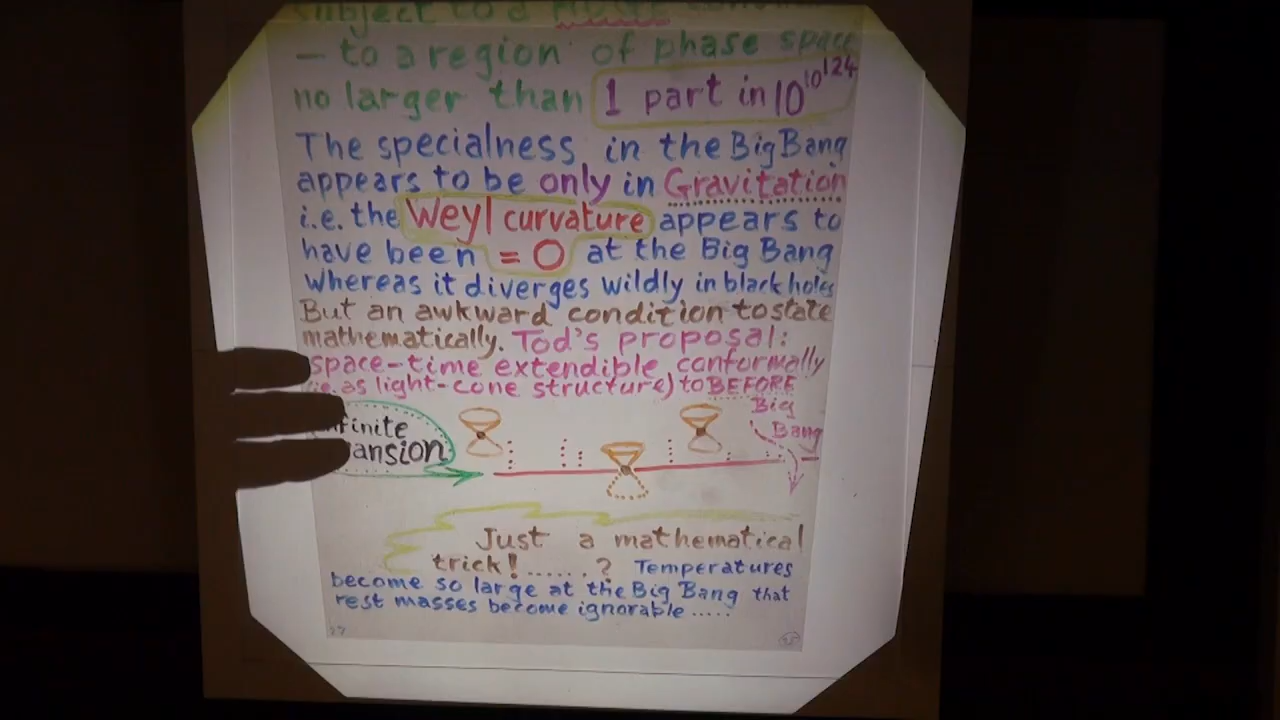 subject to a
– to a region of phase space
no larger than 1 part in 10^10^124
The specialness in the Big Bang
appears to be only in Gravitation
i.e. the Weyl curvature appears to
have been = 0 at the Big Bang
whereas it diverges wildly in black holes
But an awkward condition to state
mathematically. Tod's proposal:
space-time extendible conformally
(i.e. as light-cone structure) to BEFORE
Big
Bang
finite
ansion
Just a mathematical
trick!......? Temperatures
become so large at the Big Bang that
rest masses become ignorable .....